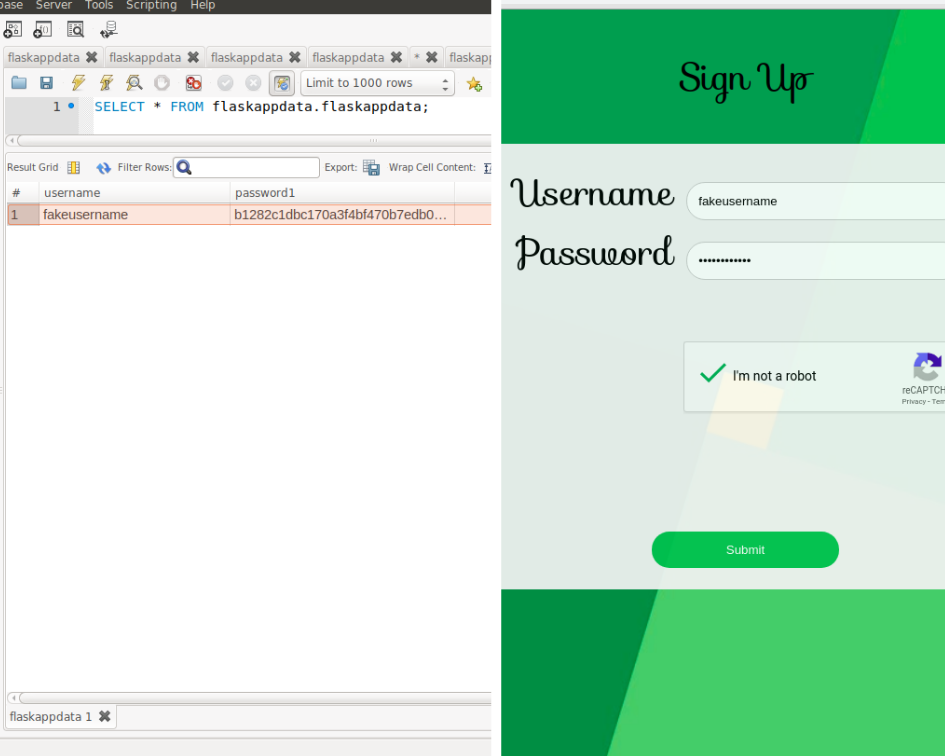 base Server Tools Scripting Help
flaskappdata flaskappdata flaskappdata flaskappdata * flaskapp
Limit to 1000 rows
1 SELECT * FROM flaskappdata.flaskappdata;
Result Grid Filter Rows: Export: Wrap Cell Content:
# username password1
1 fakeusername b1282c1dbc170a3f4bf470b7edb0...
flaskappdata 1
Sign Up
Username fakeusername
Password ••••••••••••
I'm not a robot
reCAPTCH
Privacy - Tern
Submit